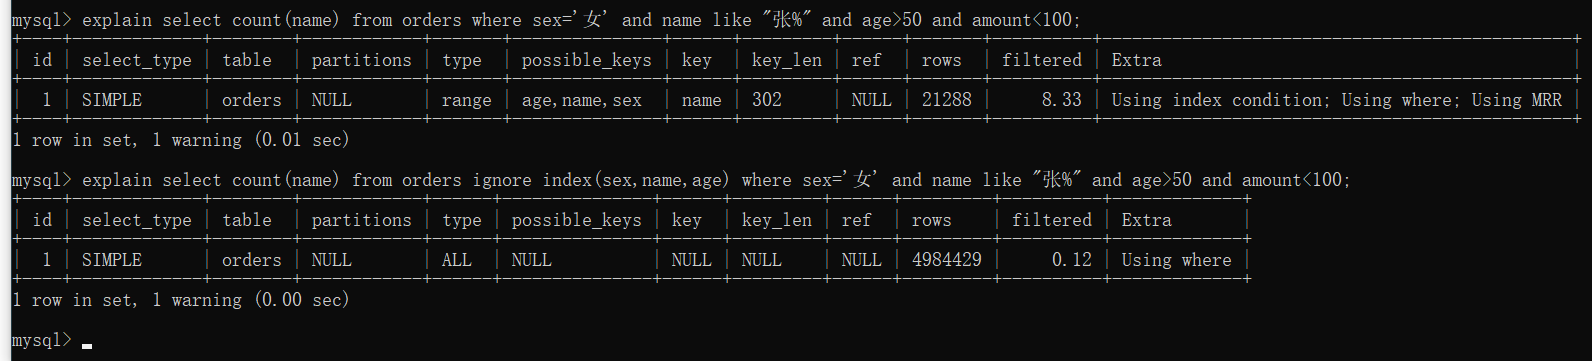 mysql> explain select count(name) from orders where sex='女' and name like "张%" and age>50 and amount<100;
+----+-------------+--------+------------+-------+---------------+------+---------+------+-------+----------+------------------------------------------------+
| id | select_type | table | partitions | type | possible_keys | key | key_len | ref | rows | filtered | Extra |
+----+-------------+--------+------------+-------+---------------+------+---------+------+-------+----------+------------------------------------------------+
| 1 | SIMPLE | orders | NULL | range | age,name,sex | name | 302 | NULL | 21288 | 8.33 | Using index condition; Using where; Using MRR |
+----+-------------+--------+------------+-------+---------------+------+---------+------+-------+----------+------------------------------------------------+
1 row in set, 1 warning (0.01 sec)
mysql> explain select count(name) from orders ignore index(sex,name,age) where sex='女' and name like "张%" and age>50 and amount<100;
+----+-------------+--------+------------+------+---------------+------+---------+------+---------+----------+-------------+
| id | select_type | table | partitions | type | possible_keys | key | key_len | ref | rows | filtered | Extra |
+----+-------------+--------+------------+------+---------------+------+---------+------+---------+----------+-------------+
| 1 | SIMPLE | orders | NULL | ALL | NULL | NULL | NULL | NULL | 4984429 | 0.12 | Using where |
+----+-------------+--------+------------+------+---------------+------+---------+------+---------+----------+-------------+
1 row in set, 1 warning (0.00 sec)
mysql> _